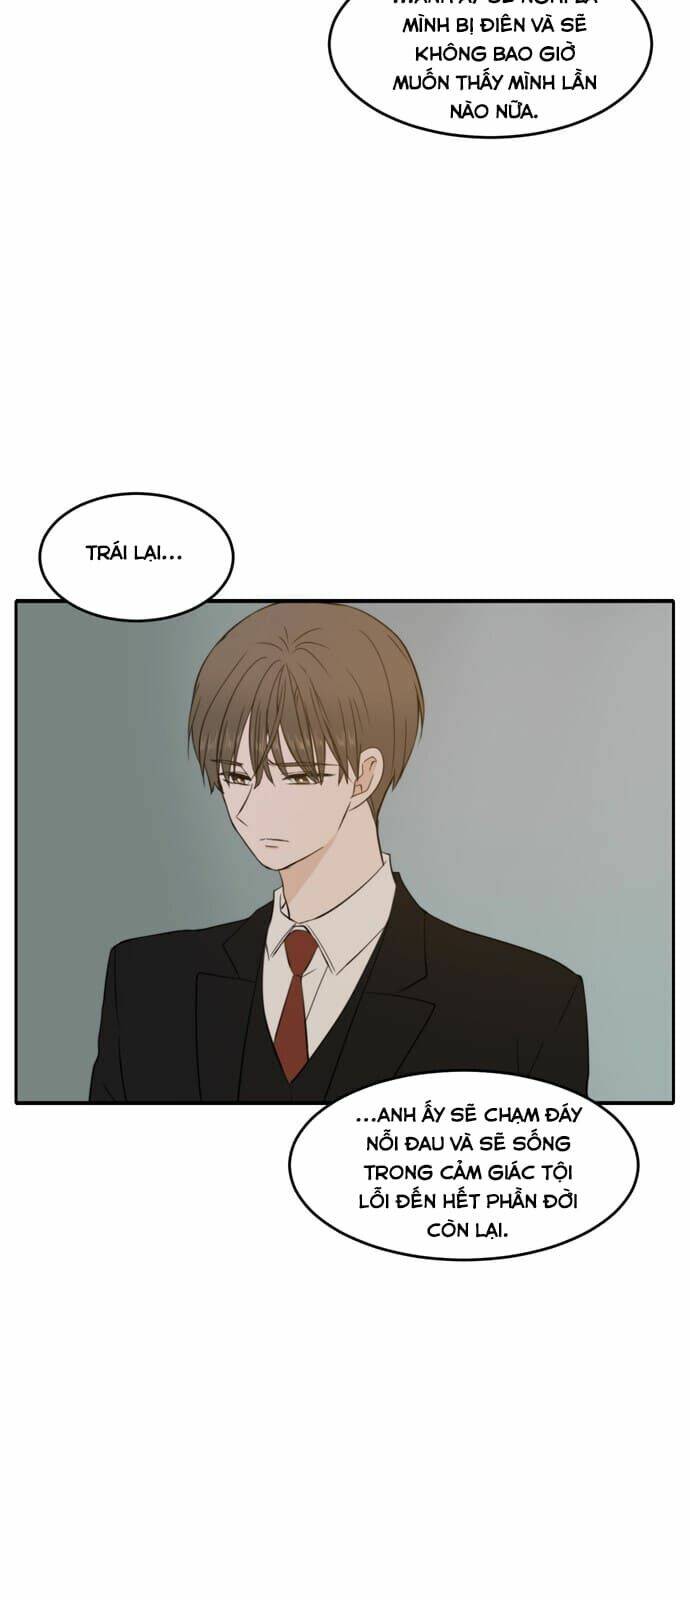 MÌNH BỊ ĐIÊN VÀ SẼ
KHÔNG BAO GIỜ
MUỐN THẤY MÌNH LẦN
NÀO NỮA.
TRÁI LẠI...
...ANH ẤY SẼ CHẠM ĐÁY
NỖI ĐAU VÀ SẼ SỐNG
TRONG CẢM GIÁC TỘI
LỖI ĐẾN HẾT PHẦN ĐỜI
CÒN LẠI.